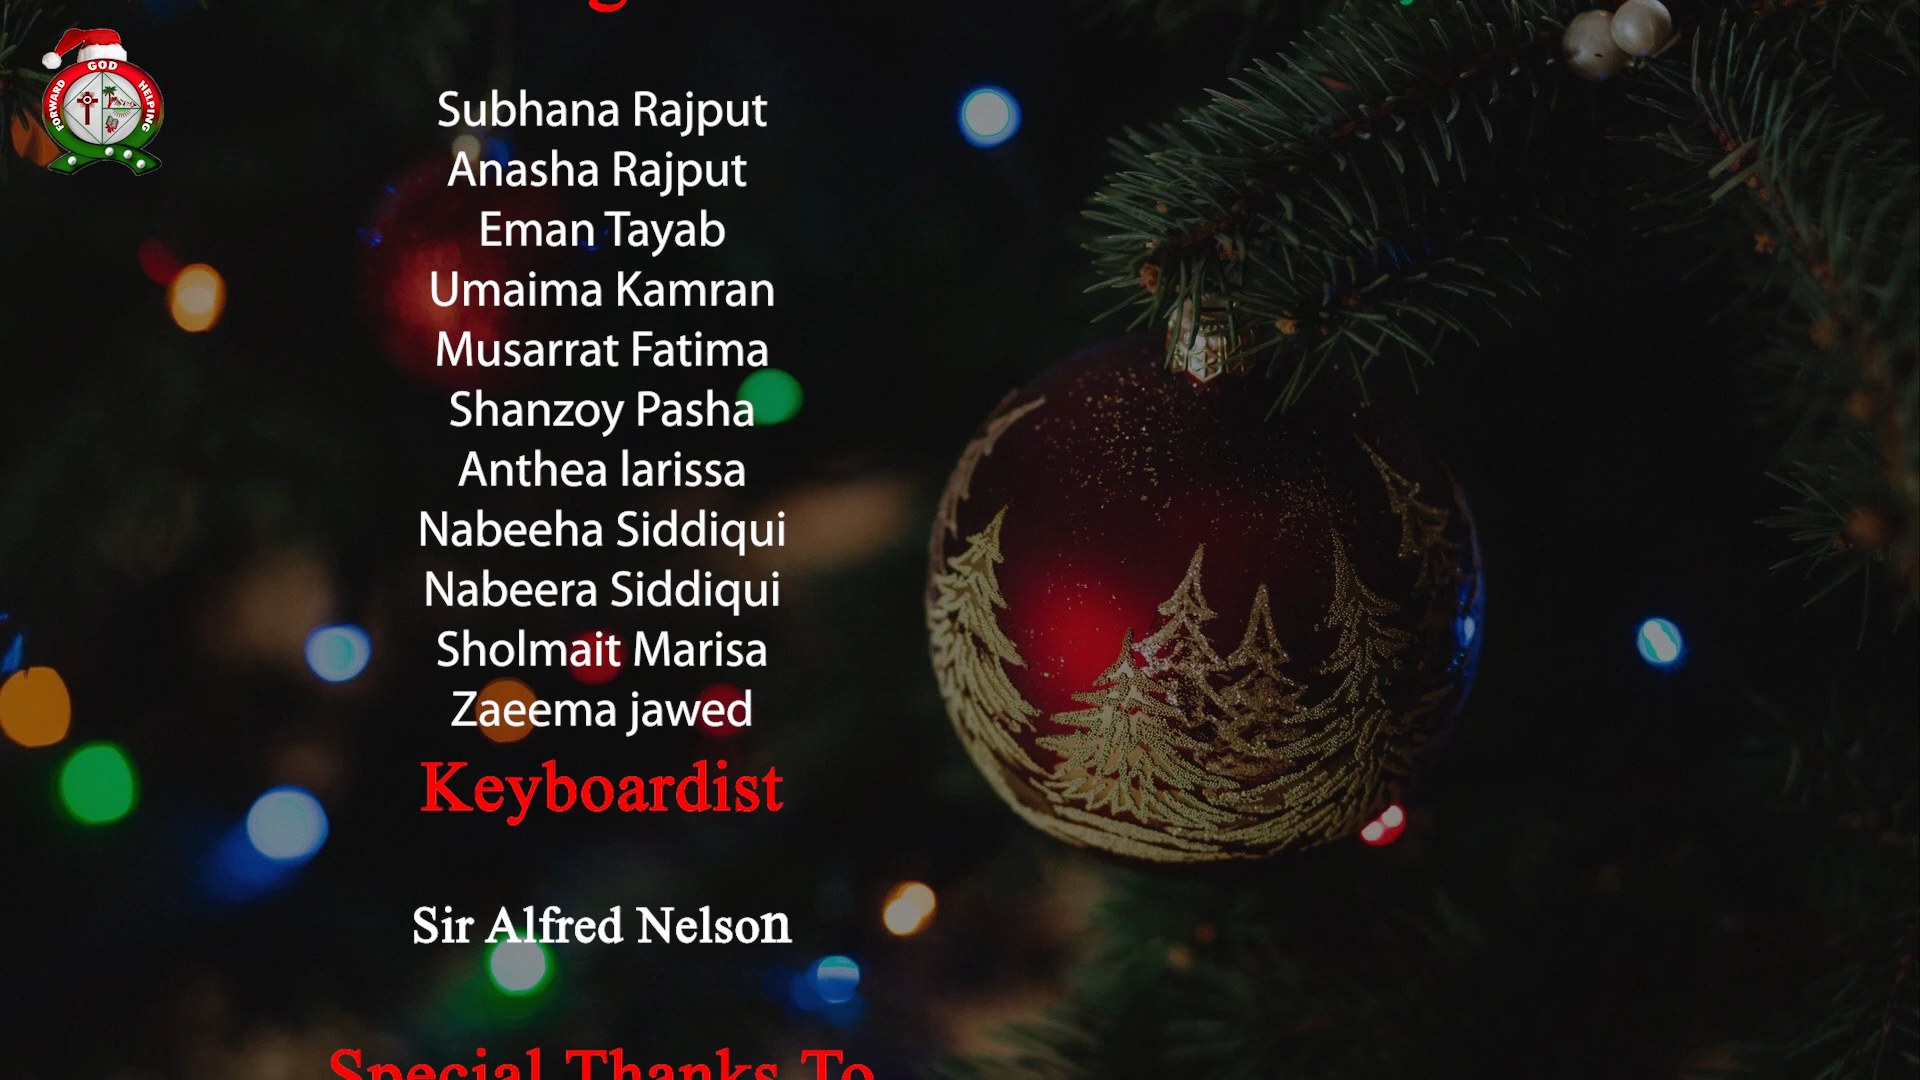 FORWARD GOD HELPING
Subhana Rajput
Anasha Rajput
Eman Tayab
Umaima Kamran
Musarrat Fatima
Shanzoy Pasha
Anthea larissa
Nabeeha Siddiqui
Nabeera Siddiqui
Sholmait Marisa
Zaeema jawed
Keyboardist
Sir Alfred Nelson
Special Thanks To